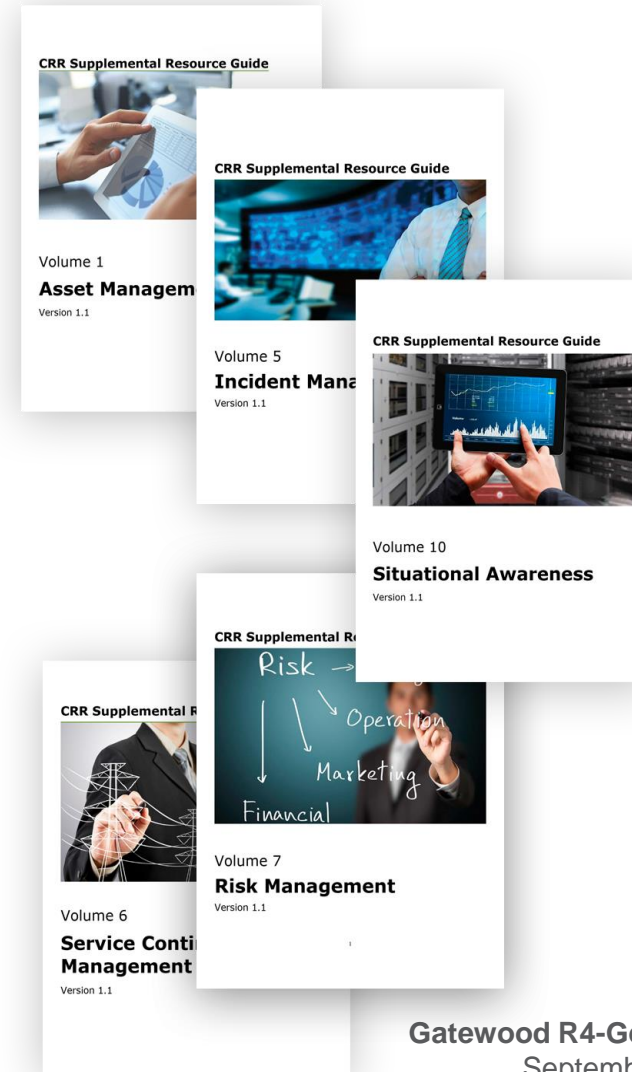 CRR Supplemental Resource Guide
Volume 1
Asset Managem
Version 1.1
CRR Supplemental Resource Guide
Volume 5
Incident Mana
Version 1.1
CRR Supplemental Resource Guide
Volume 10
Situational Awareness
Version 1.1
CRR Supplemental R
Risk
Operation
Marketing
Financial
Volume 7
Risk Management
Version 1.1
CRR Supplemental R
Volume 6
Service Conti
Management
Version 1.1
Gatewood R4-Ge
Septemb